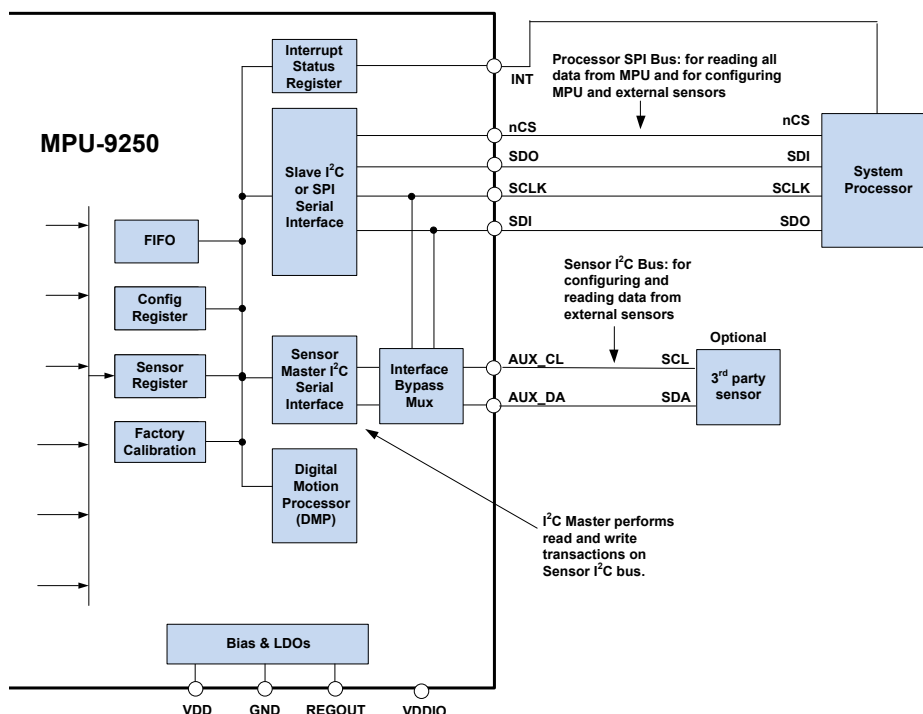 Interrupt
Status
Register
INT
Processor SPI Bus: for reading all
data from MPU and for configuring
MPU and external sensors
MPU-9250
Slave I²C
or SPI
Serial
Interface
nCS
nCS
SDO
SDI
SCLK
SCLK
SDI
SDO
System
Processor
FIFO
Config
Register
Sensor
Register
Factory
Calibration
Sensor
Master I²C
Serial
Interface
Interface
Bypass
Mux
Digital
Motion
Processor
(DMP)
Sensor I²C Bus: for
configuring and
reading data from
external sensors
AUX_CL
SCL
AUX_DA
SDA
Optional
3rd party
sensor
I²C Master performs
read and write
transactions on
Sensor I²C bus.
Bias & LDOs
VDD
GND
REGOUT
VDDIO